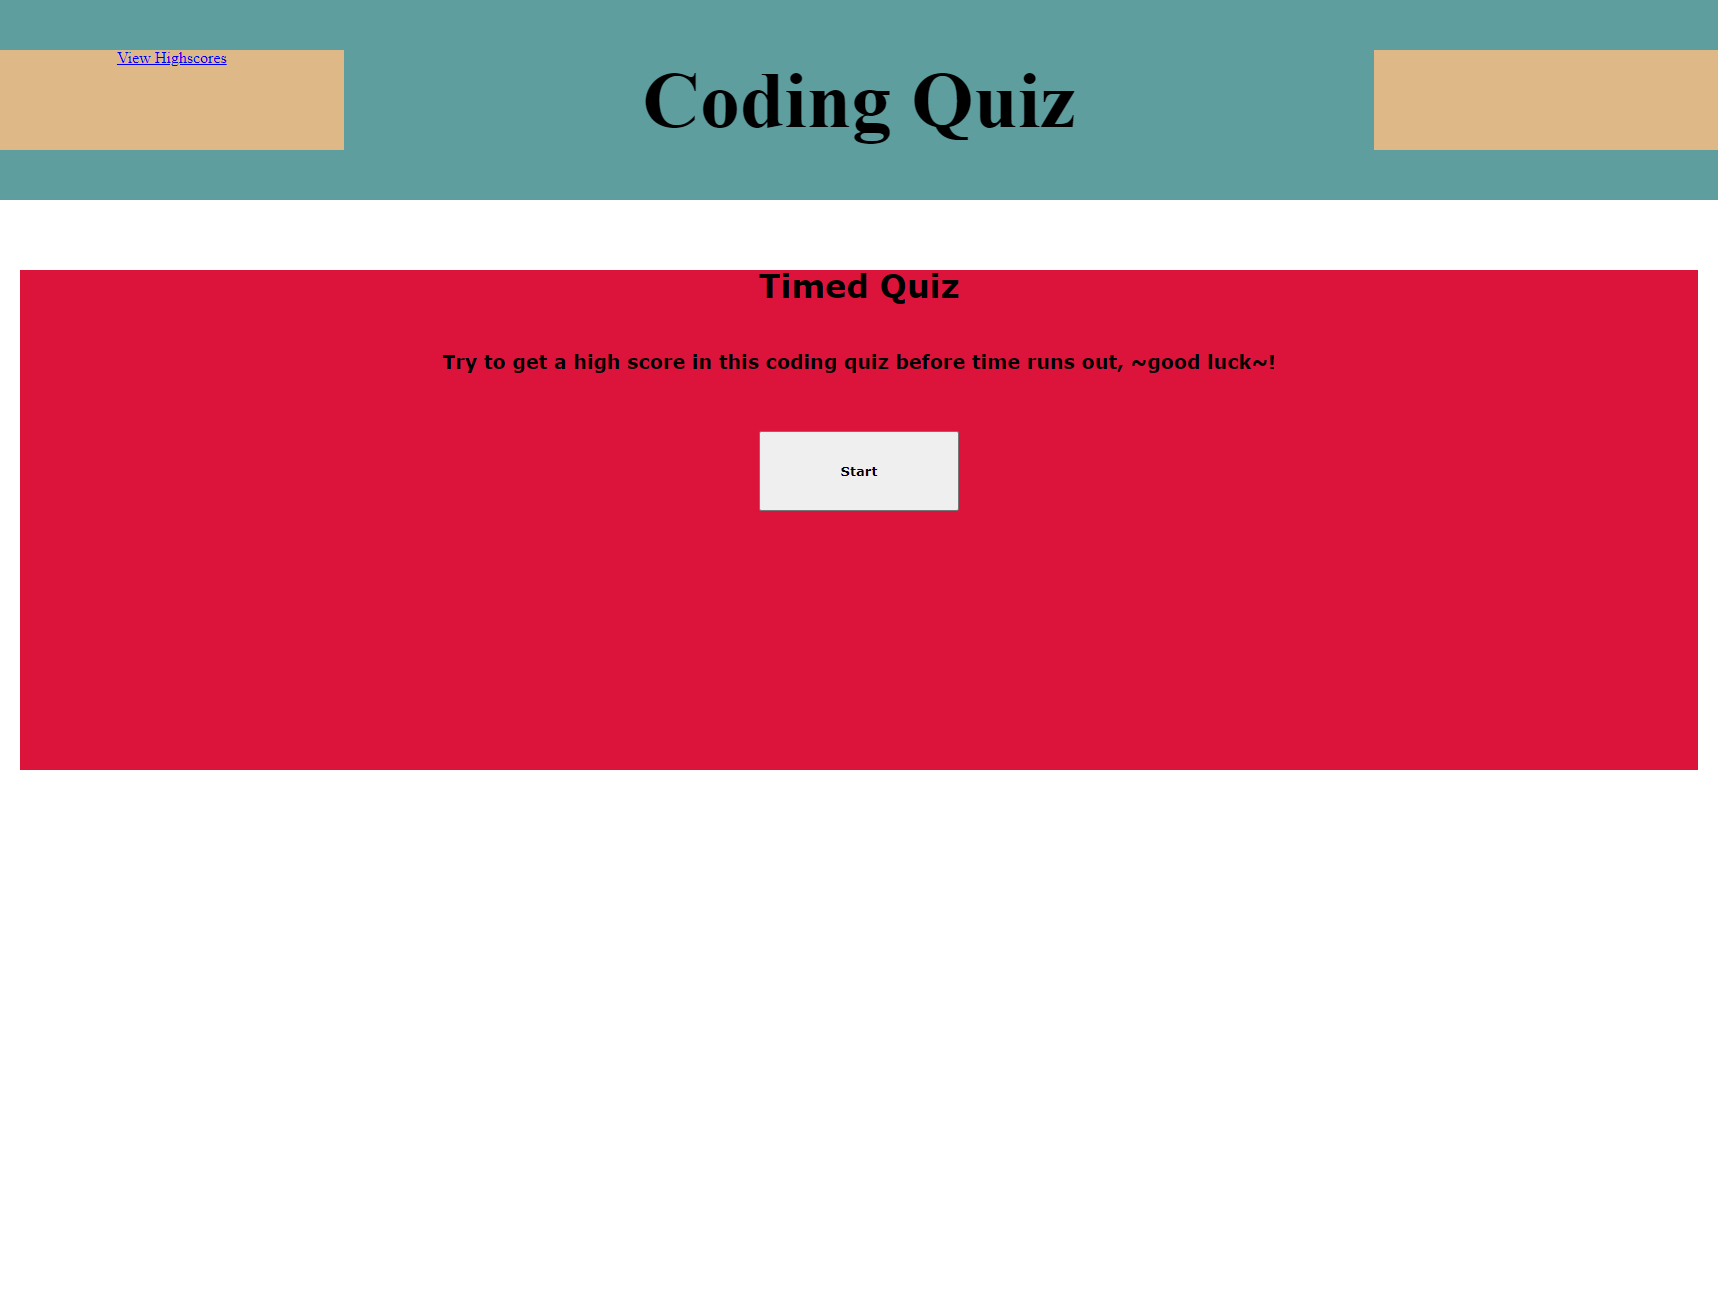 View Highscores
Coding Quiz
Timed Quiz
Try to get a high score in this coding quiz before time runs out, ~good luck~!
Start